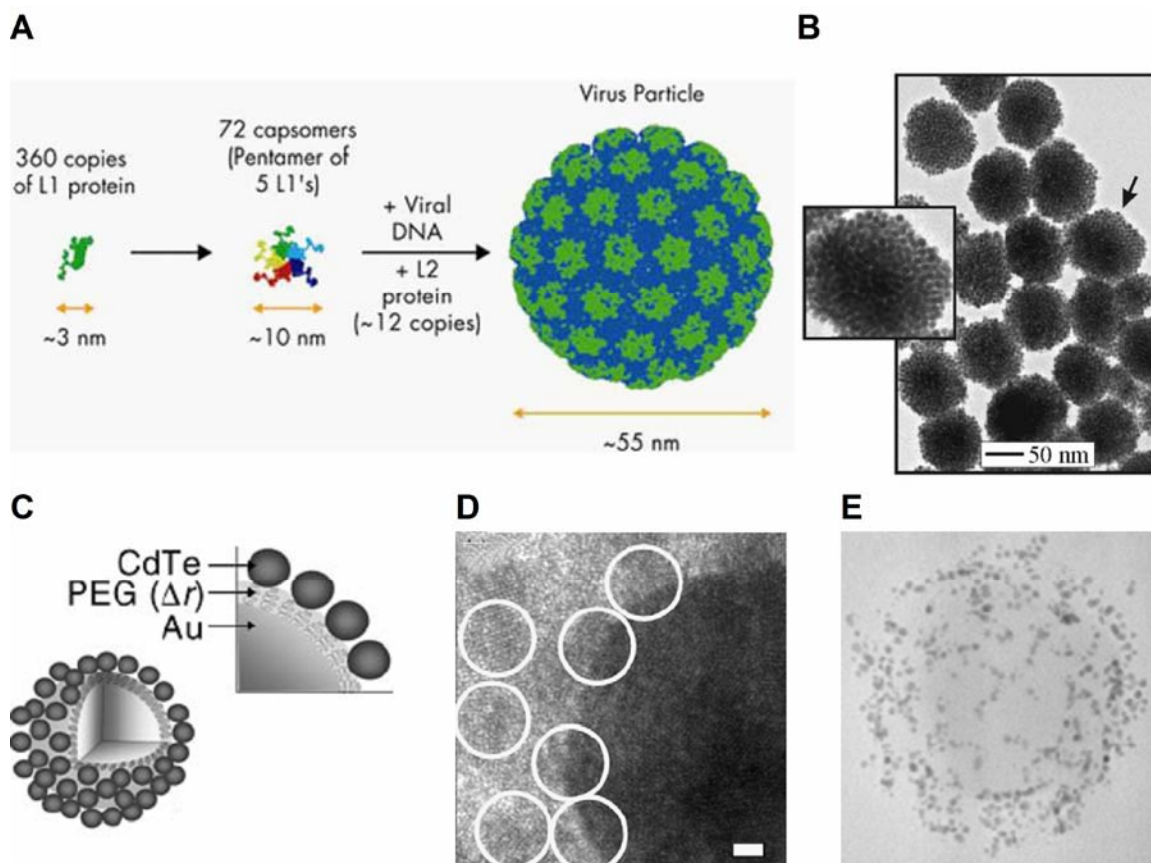 A
360 copies
of L1 protein
~3 nm
72 capsomers
(Pentamer of
5 L1's)
~10 nm
+ Viral
DNA
+ L2
protein
(~12 copies)
Virus Particle
~55 nm
B
50 nm
C
CdTe
PEG (Δr)
Au
D
E